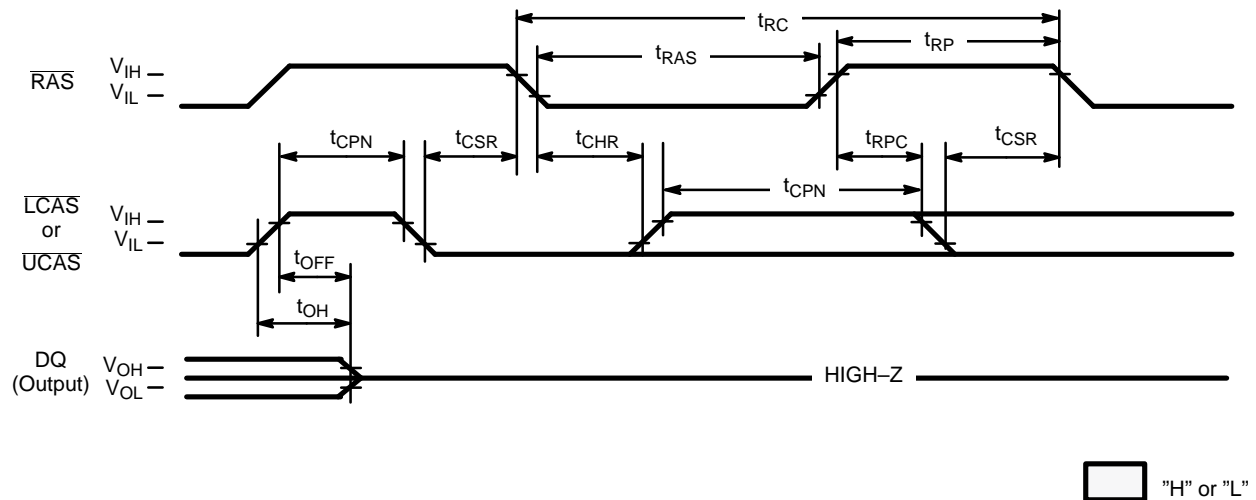 tRC
tRAS
tRP
RAS
VIH
VIL
tCPN
tCSR
tCHR
tRPC
tCSR
tCPN
LCAS
or
UCAS
VIH
VIL
tOFF
tOH
DQ
(Output)
VOH
VOL
HIGH–Z
”H” or ”L”